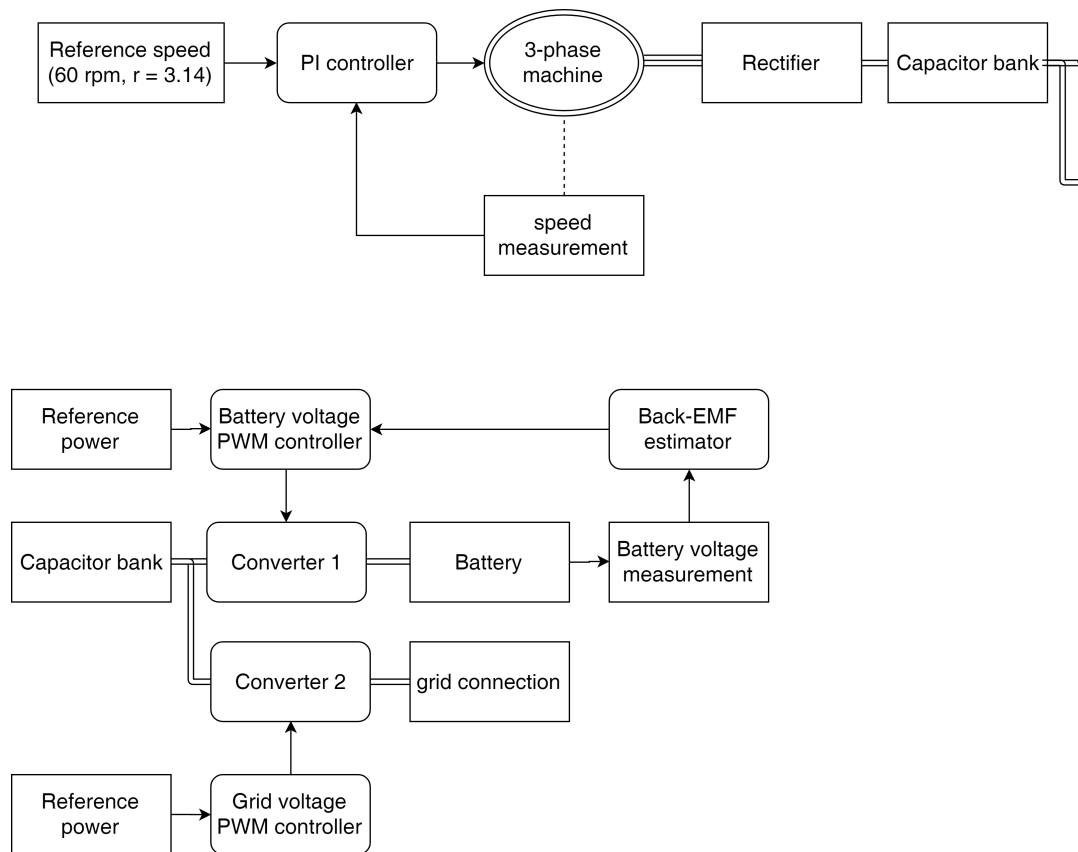 Reference speed
(60 rpm, r = 3.14)
PI controller
3-phase
machine
Rectifier
Capacitor bank
speed
measurement
Reference
power
Battery voltage
PWM controller
Back-EMF
estimator
Capacitor bank
Converter 1
Battery
Battery voltage
measurement
Converter 2
grid connection
Reference
power
Grid voltage
PWM controller